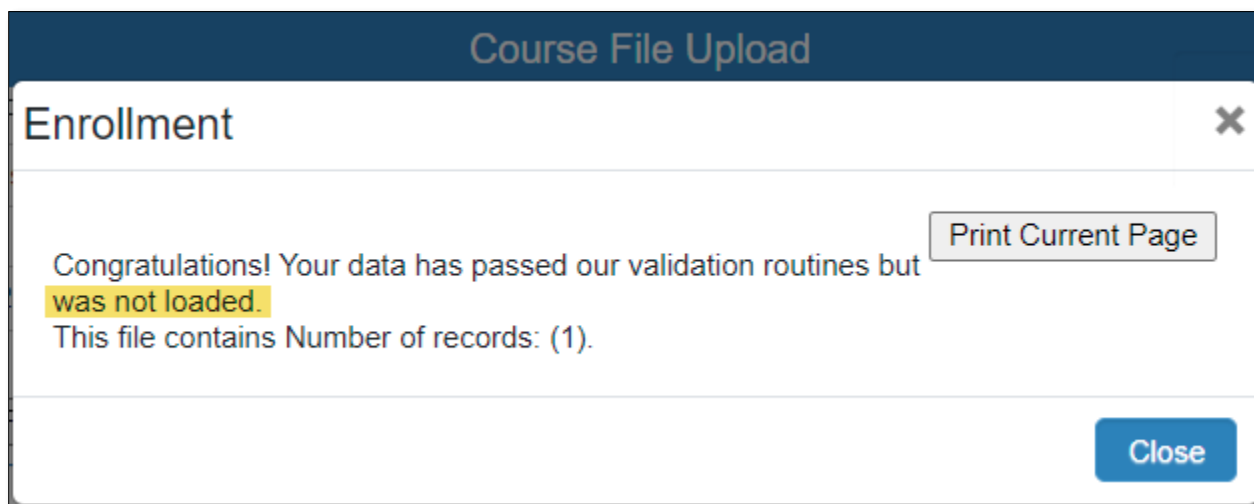 Course File Upload
Enrollment
Print Current Page
Congratulations! Your data has passed our validation routines but
was not loaded.
This file contains Number of records: (1).
Close